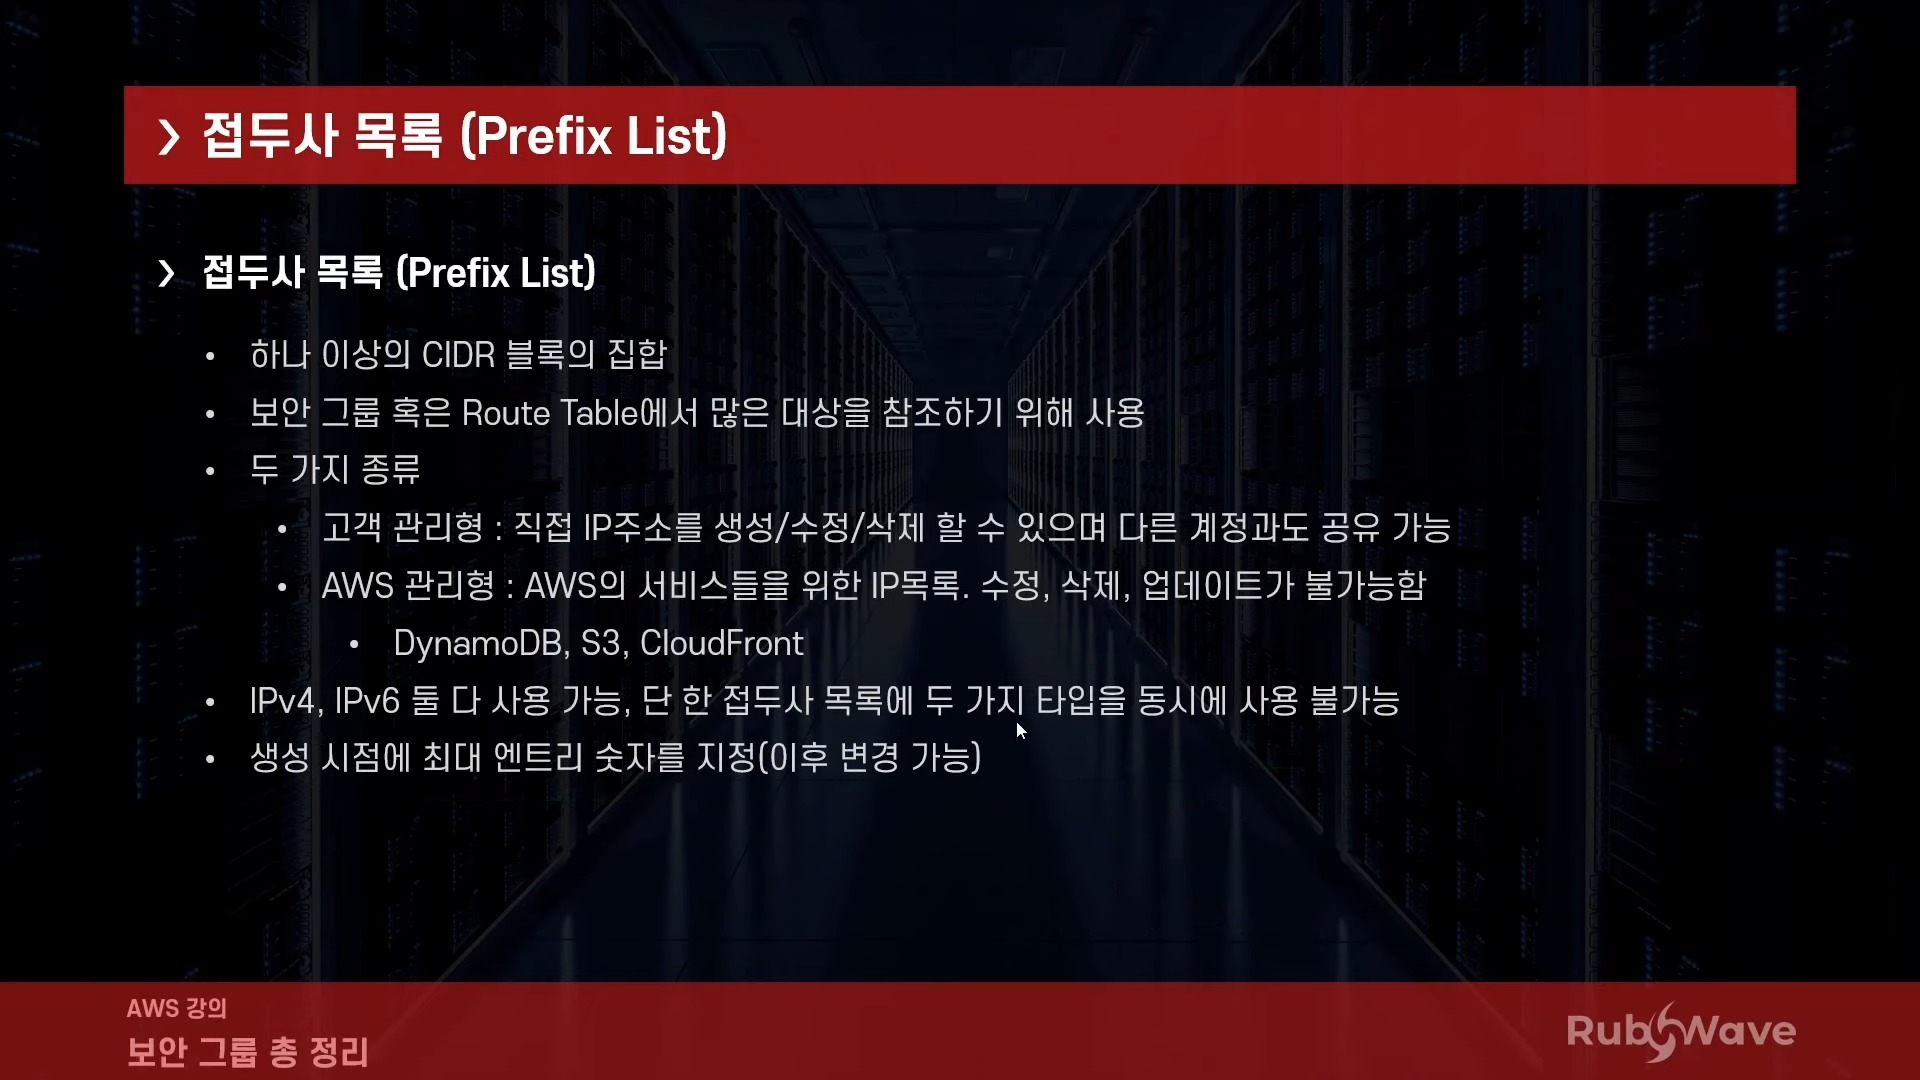 접두사 목록 (Prefix List)
접두사 목록 (Prefix List)
하나 이상의 CIDR 블록의 집합
보안 그룹 혹은 Route Table에서 많은 대상을 참조하기 위해 사용
두 가지 종류
고객 관리형 : 직접 IP주소를 생성/수정/삭제 할 수 있으며 다른 계정과도 공유 가능
AWS 관리형 : AWS의 서비스들을 위한 IP목록. 수정, 삭제, 업데이트가 불가능함
DynamoDB, S3, CloudFront
IPv4, IPv6 둘 다 사용 가능, 단 한 접두사 목록에 두 가지 타입을 동시에 사용 불가능
생성 시점에 최대 엔트리 숫자를 지정(이후 변경 가능)
AWS 강의
보안 그룹 총 정리
RubyWave